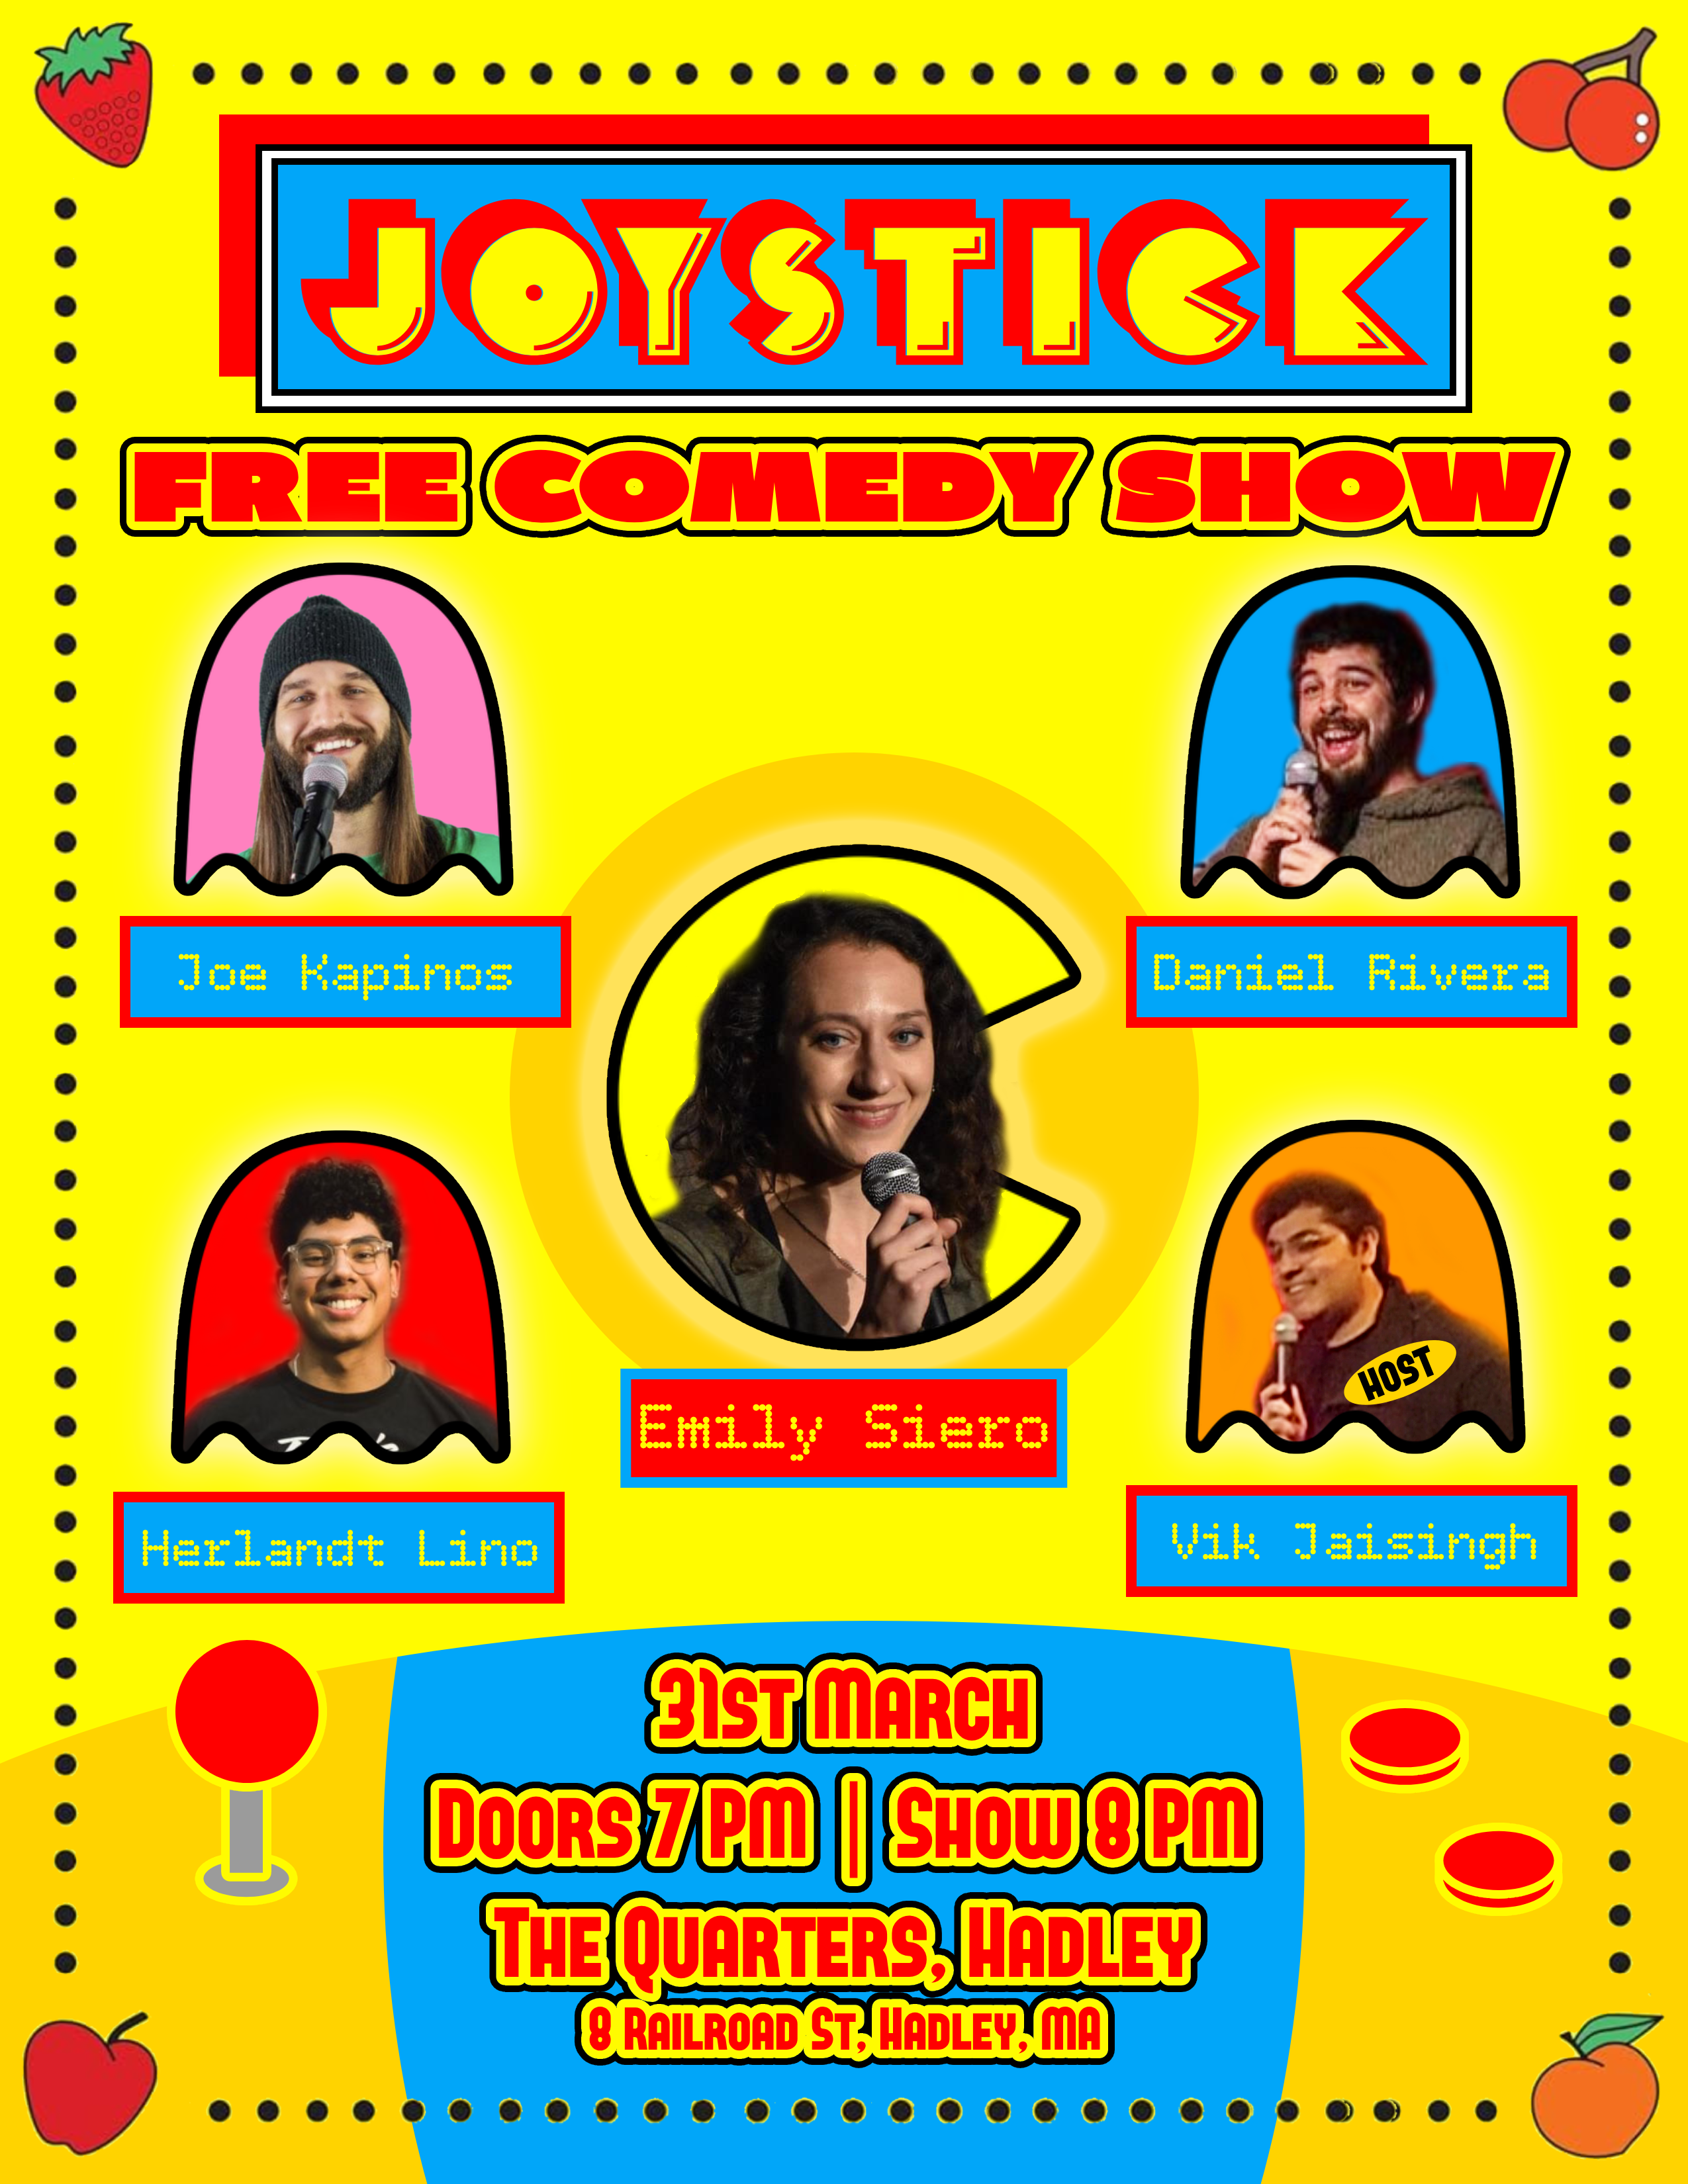 JOYSTICK
FREE COMEDY SHOW
Joe Kapinos
Daniel Rivera
Emily Siero
HOST
Herlandt Lino
Vik Jaisingh
31st March
Doors 7 PM | Show 8 PM
The Quarters, Hadley
8 Railroad St, Hadley, MA